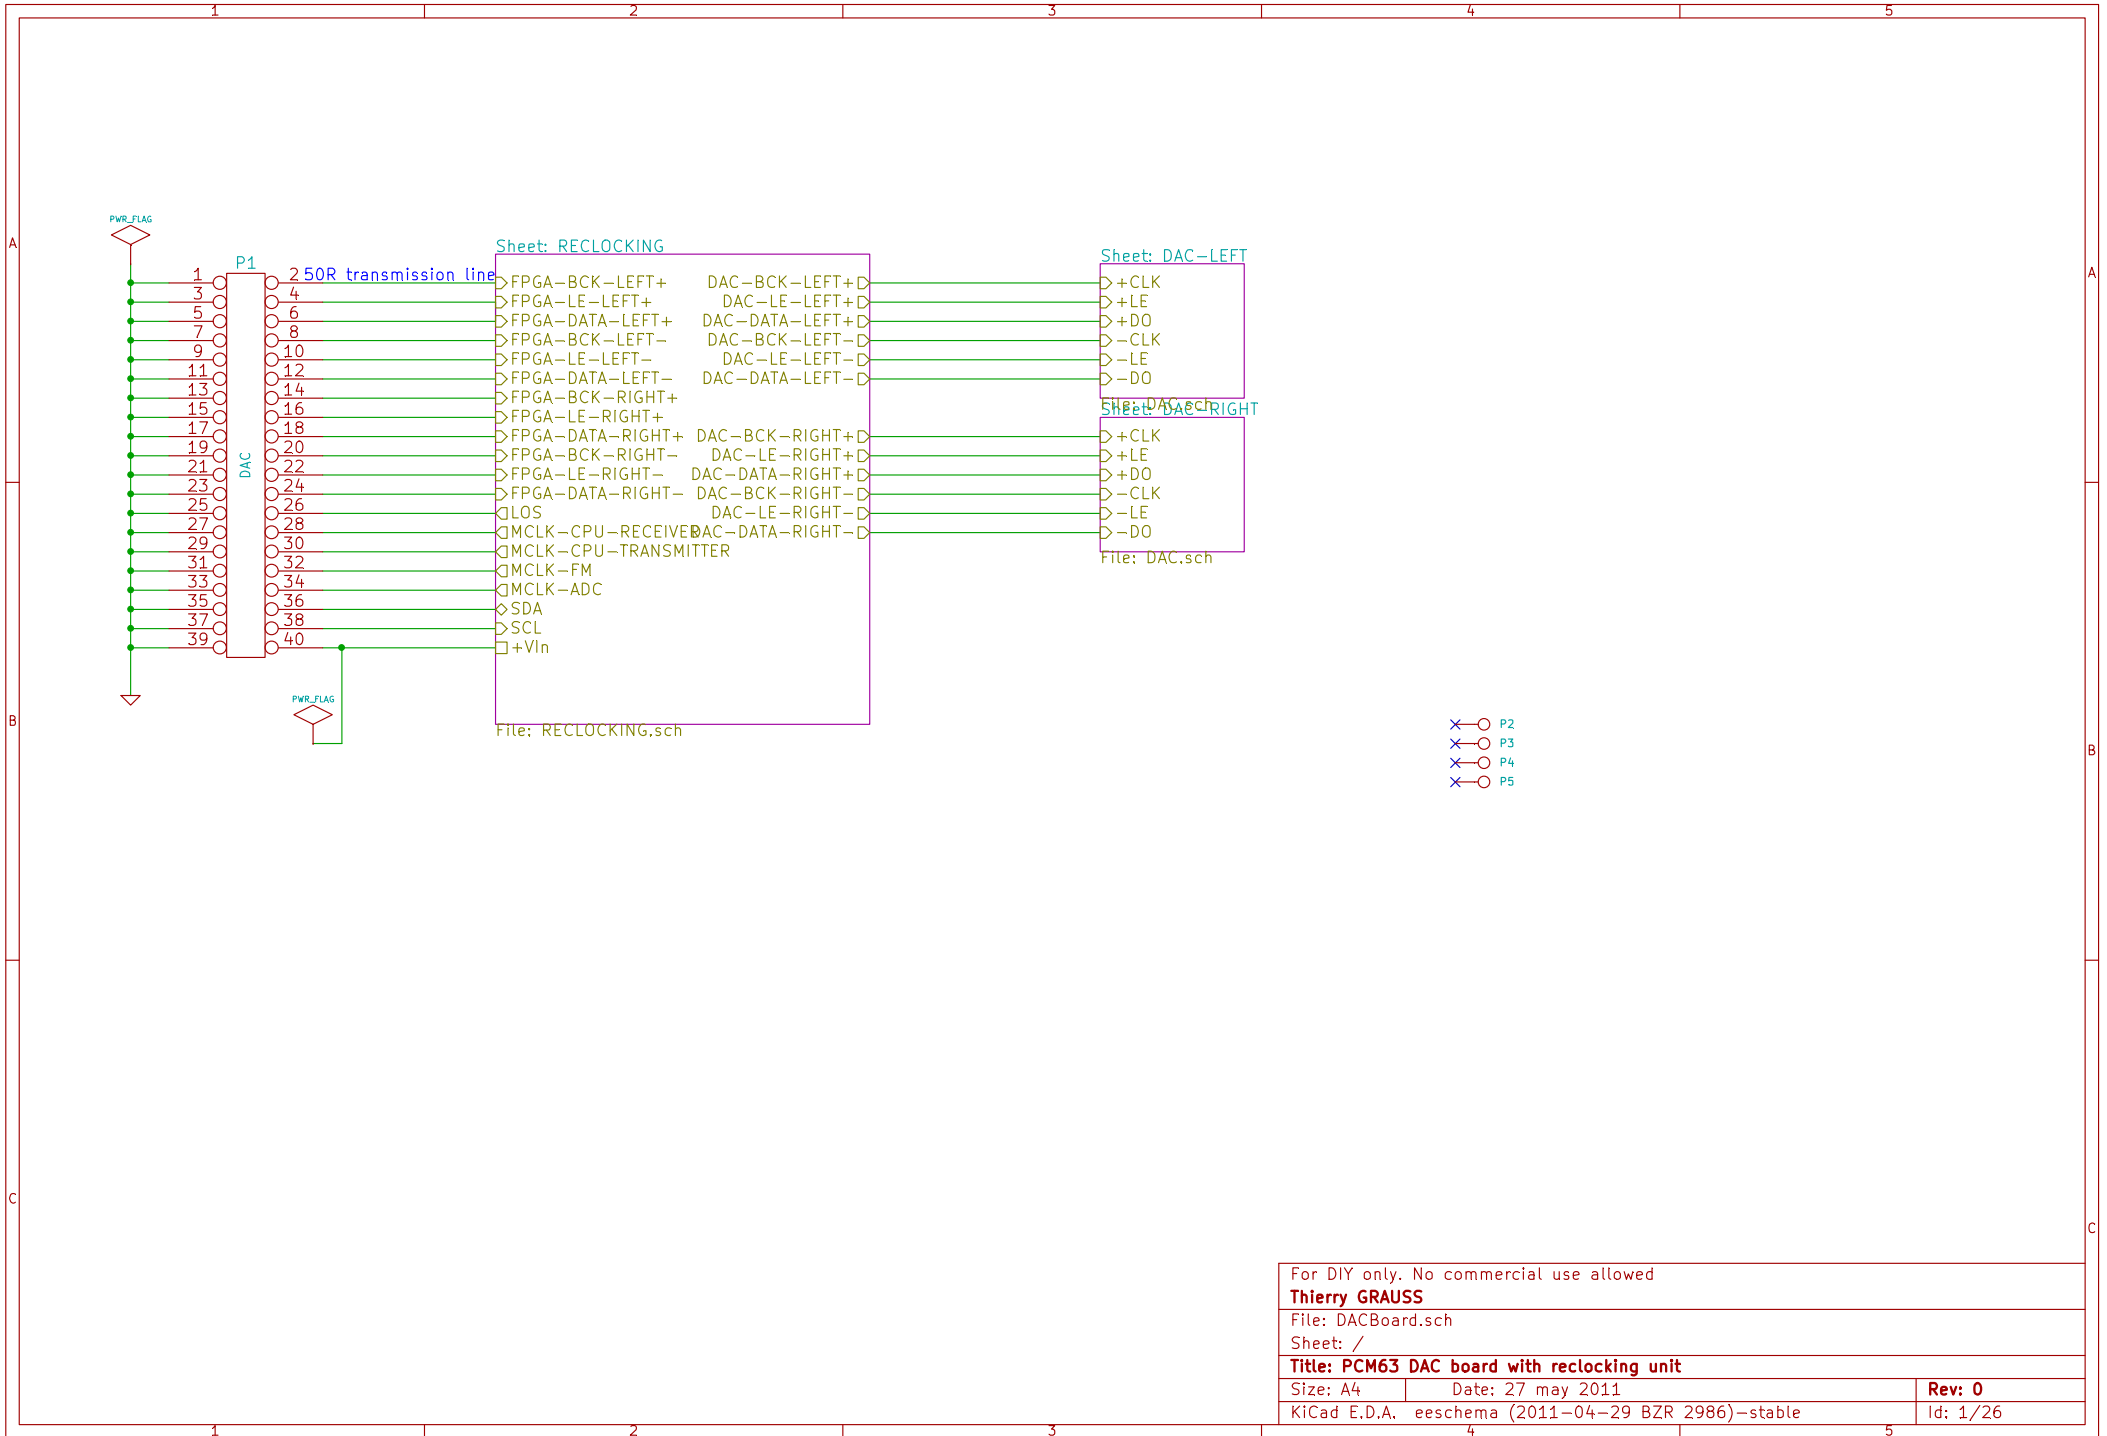 1 2 3 4 5
A
A
B
B
C
C
PWR_FLAG
P1
1 2
3 4
5 6
7 8
9 10
11 12
13 14
15 16
17 18
19 20
21 22
23 24
25 26
27 28
29 30
31 32
33 34
35 36
37 38
39 40
DAC
50R transmission line
PWR_FLAG
Sheet: RECLOCKING
FPGA-BCK-LEFT+ DAC-BCK-LEFT+
FPGA-LE-LEFT+ DAC-LE-LEFT+
FPGA-DATA-LEFT+ DAC-DATA-LEFT+
FPGA-BCK-LEFT- DAC-BCK-LEFT-
FPGA-LE-LEFT- DAC-LE-LEFT-
FPGA-DATA-LEFT- DAC-DATA-LEFT-
FPGA-BCK-RIGHT+
FPGA-LE-RIGHT+
FPGA-DATA-RIGHT+ DAC-BCK-RIGHT+
FPGA-BCK-RIGHT- DAC-LE-RIGHT+
FPGA-LE-RIGHT- DAC-DATA-RIGHT+
FPGA-DATA-RIGHT- DAC-BCK-RIGHT-
LOS DAC-LE-RIGHT-
MCLK-CPU-RECEIVER DAC-DATA-RIGHT-
MCLK-CPU-TRANSMITTER
MCLK-FM
MCLK-ADC
SDA
SCL
+VIn
File: RECLOCKING.sch
Sheet: DAC-LEFT
+CLK
+LE
+DO
-CLK
-LE
-DO
File: DAC.sch
Sheet: DAC-RIGHT
+CLK
+LE
+DO
-CLK
-LE
-DO
File: DAC.sch
P2
P3
P4
P5
For DIY only. No commercial use allowed
Thierry GRAUSS
File: DACBoard.sch
Sheet: /
Title: PCM63 DAC board with reclocking unit
Size: A4 Date: 27 may 2011 Rev: 0
KiCad E.D.A. eeschema (2011-04-29 BZR 2986)-stable Id: 1/26
1 2 3 4 5